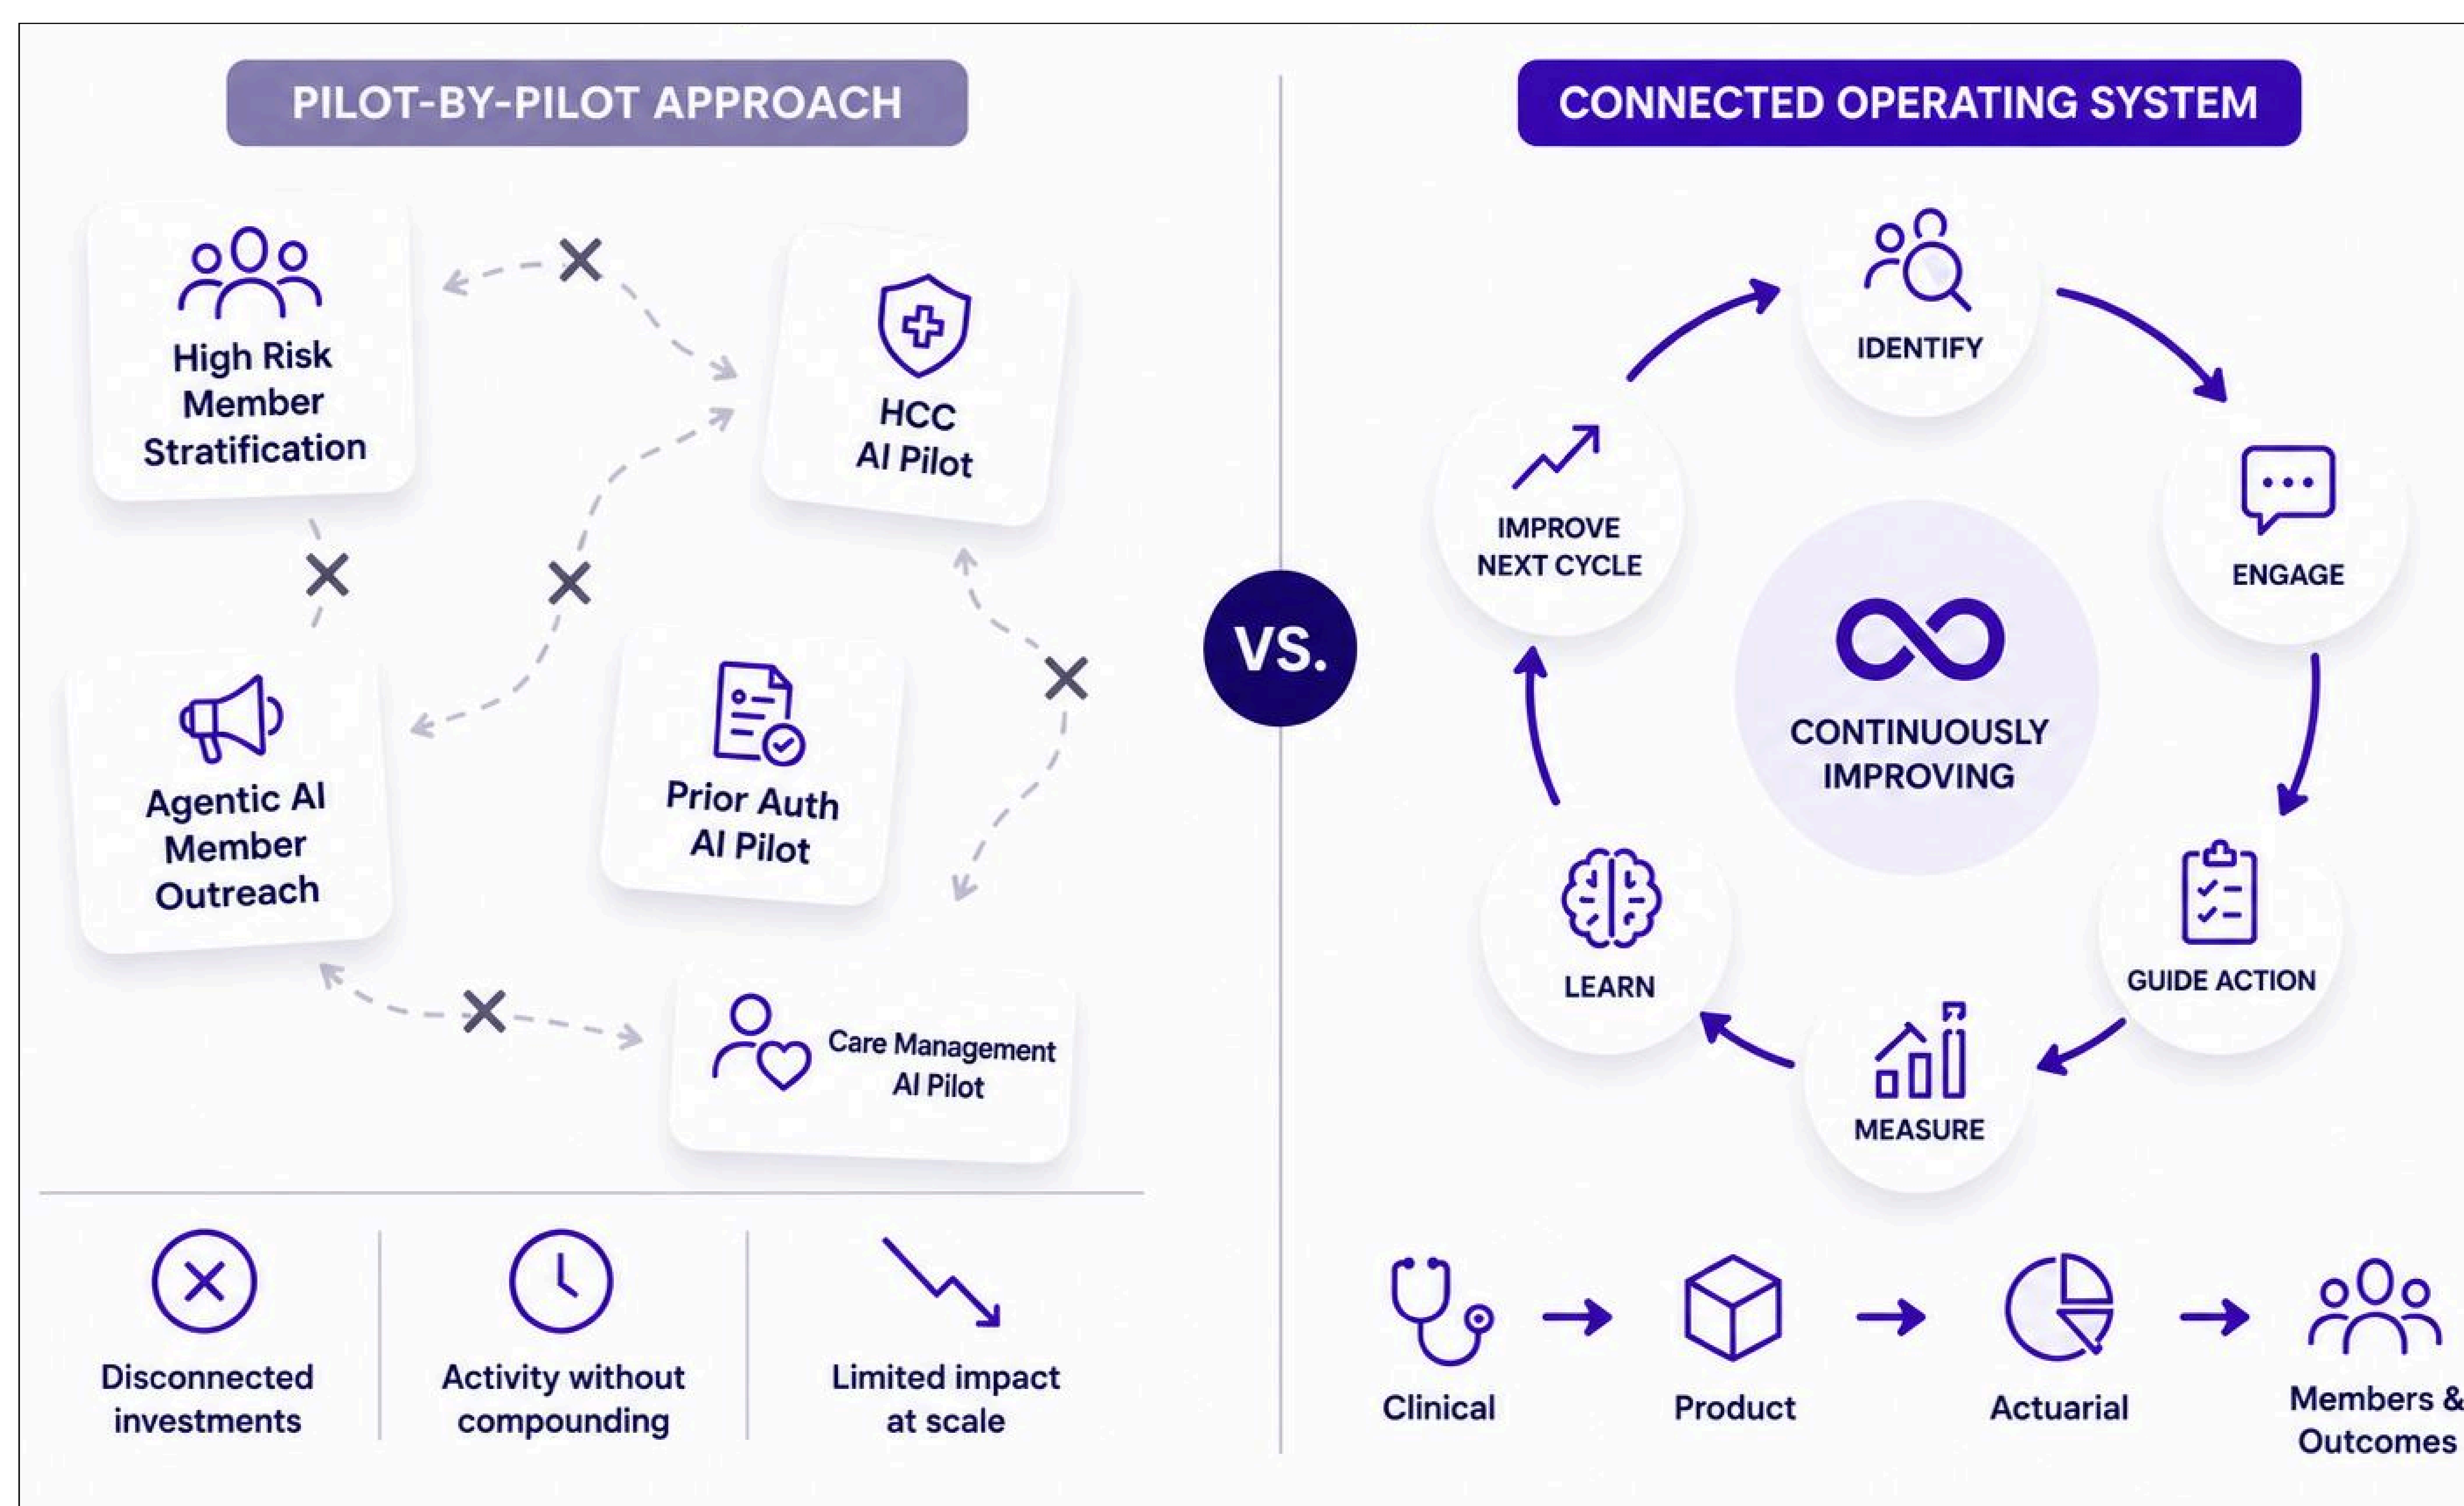 PILOT-BY-PILOT APPROACH
High Risk
Member
Stratification
HCC
AI Pilot
Agentic AI
Member
Outreach
Prior Auth
AI Pilot
Care Management
AI Pilot
Disconnected
investments
Activity without
compounding
Limited impact
at scale
VS.
CONNECTED OPERATING SYSTEM
IDENTIFY
ENGAGE
GUIDE ACTION
MEASURE
LEARN
IMPROVE
NEXT CYCLE
CONTINUOUSLY
IMPROVING
Clinical
Product
Actuarial
Members &
Outcomes